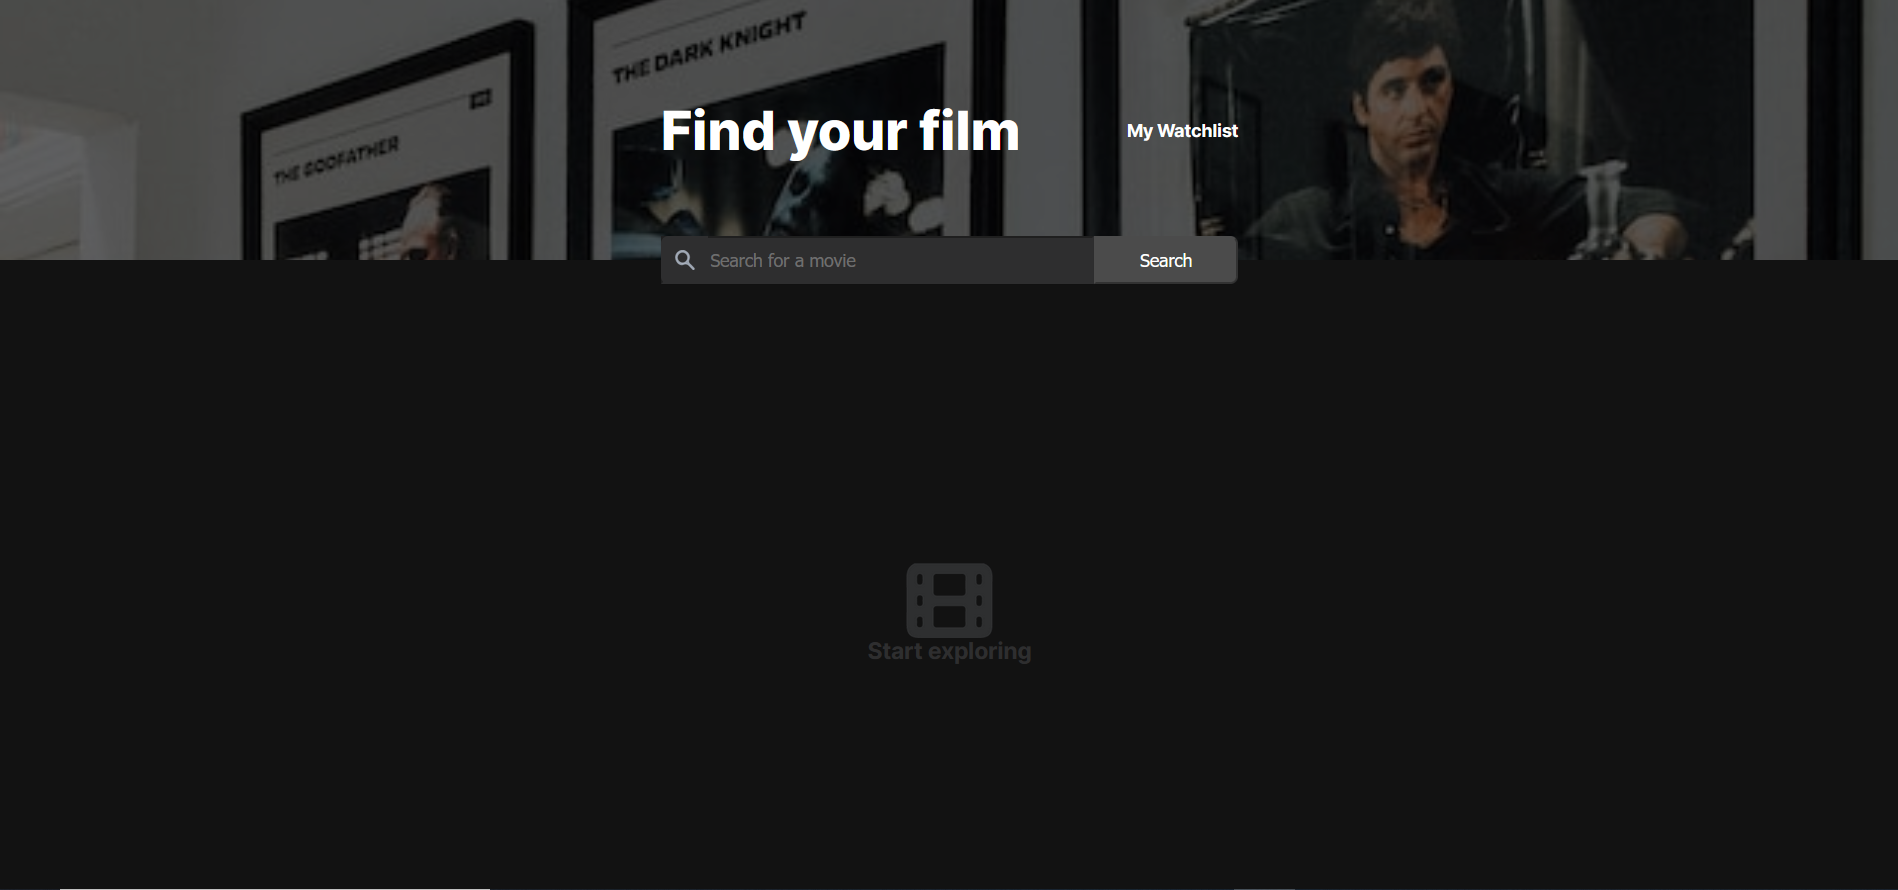 THE DARK KNIGHT
THE GODFATHER
Find your film
My Watchlist
Search for a movie
Search
Start exploring